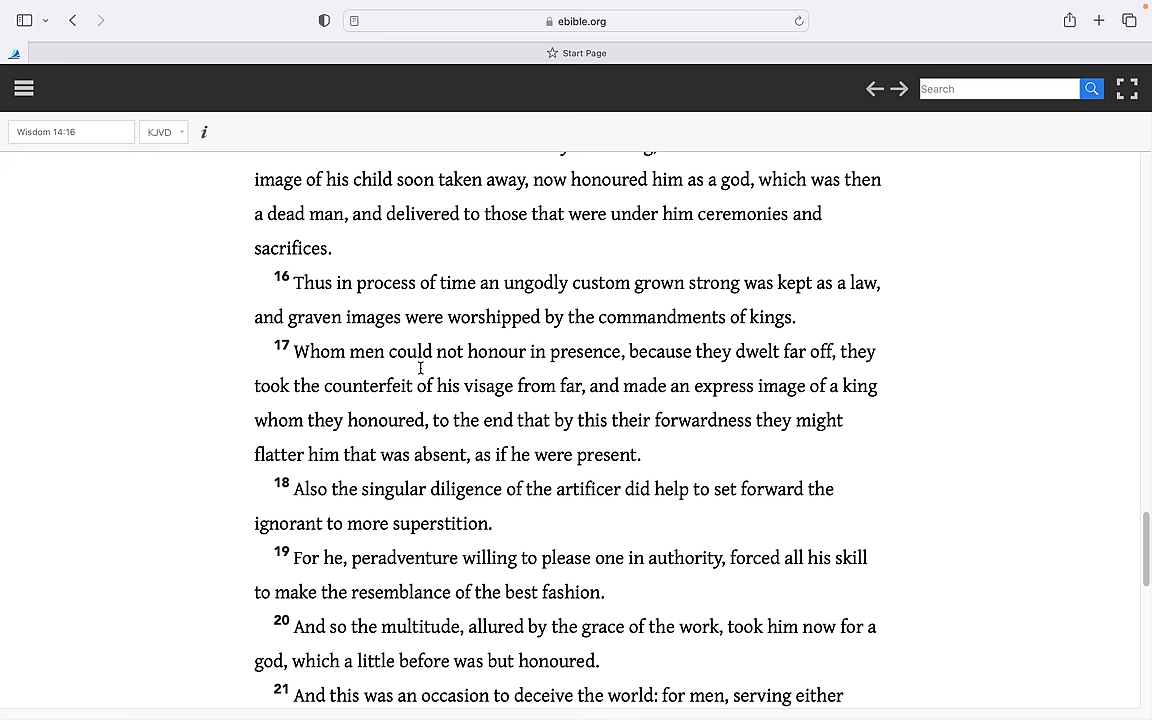 ebible.org
Start Page
Search
Wisdom 14:16
KJVD
i
image of his child soon taken away, now honoured him as a god, which was then
a dead man, and delivered to those that were under him ceremonies and
sacrifices.
16 Thus in process of time an ungodly custom grown strong was kept as a law,
and graven images were worshipped by the commandments of kings.
17 Whom men could not honour in presence, because they dwelt far off, they
took the counterfeit of his visage from far, and made an express image of a king
whom they honoured, to the end that by this their forwardness they might
flatter him that was absent, as if he were present.
18 Also the singular diligence of the artificer did help to set forward the
ignorant to more superstition.
19 For he, peradventure willing to please one in authority, forced all his skill
to make the resemblance of the best fashion.
20 And so the multitude, allured by the grace of the work, took him now for a
god, which a little before was but honoured.
21 And this was an occasion to deceive the world: for men, serving either